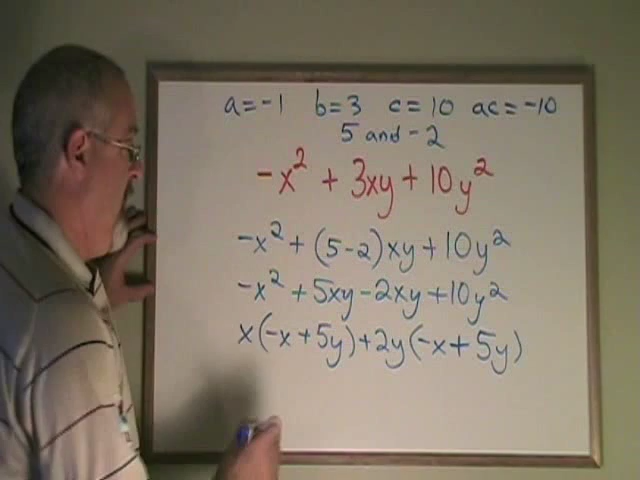 a=-1 b=3 c=10 ac=-10
5 and -2
-x² + 3xy + 10y²
-x² + (5-2)xy + 10y²
-x² + 5xy - 2xy + 10y²
x(-x + 5y) + 2y(-x + 5y)